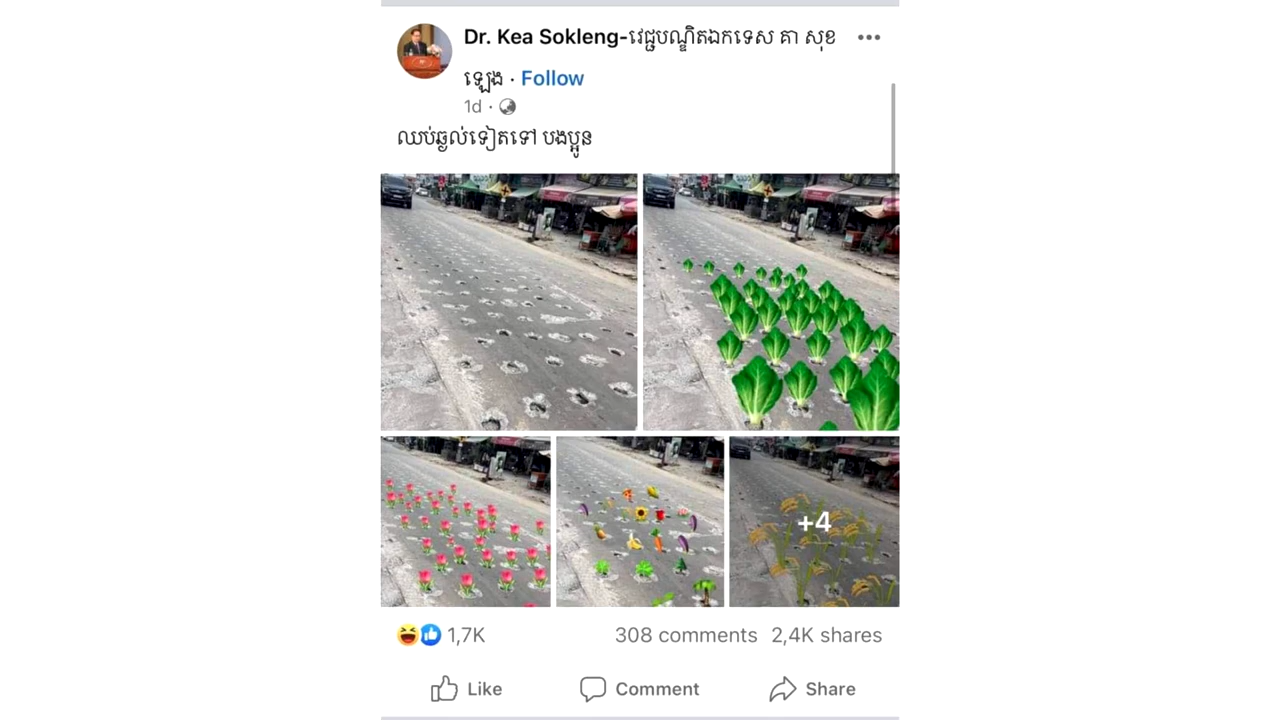 Dr. Kea Sokleng-វេជ្ជបណ្ឌិតឯកទេស គា សុខ
ឡេង · Follow
1d ·
ឈប់ឆ្ងល់ទៀតទៅ បងប្អូន
+4
1,7K 308 comments 2,4K shares
Like Comment Share